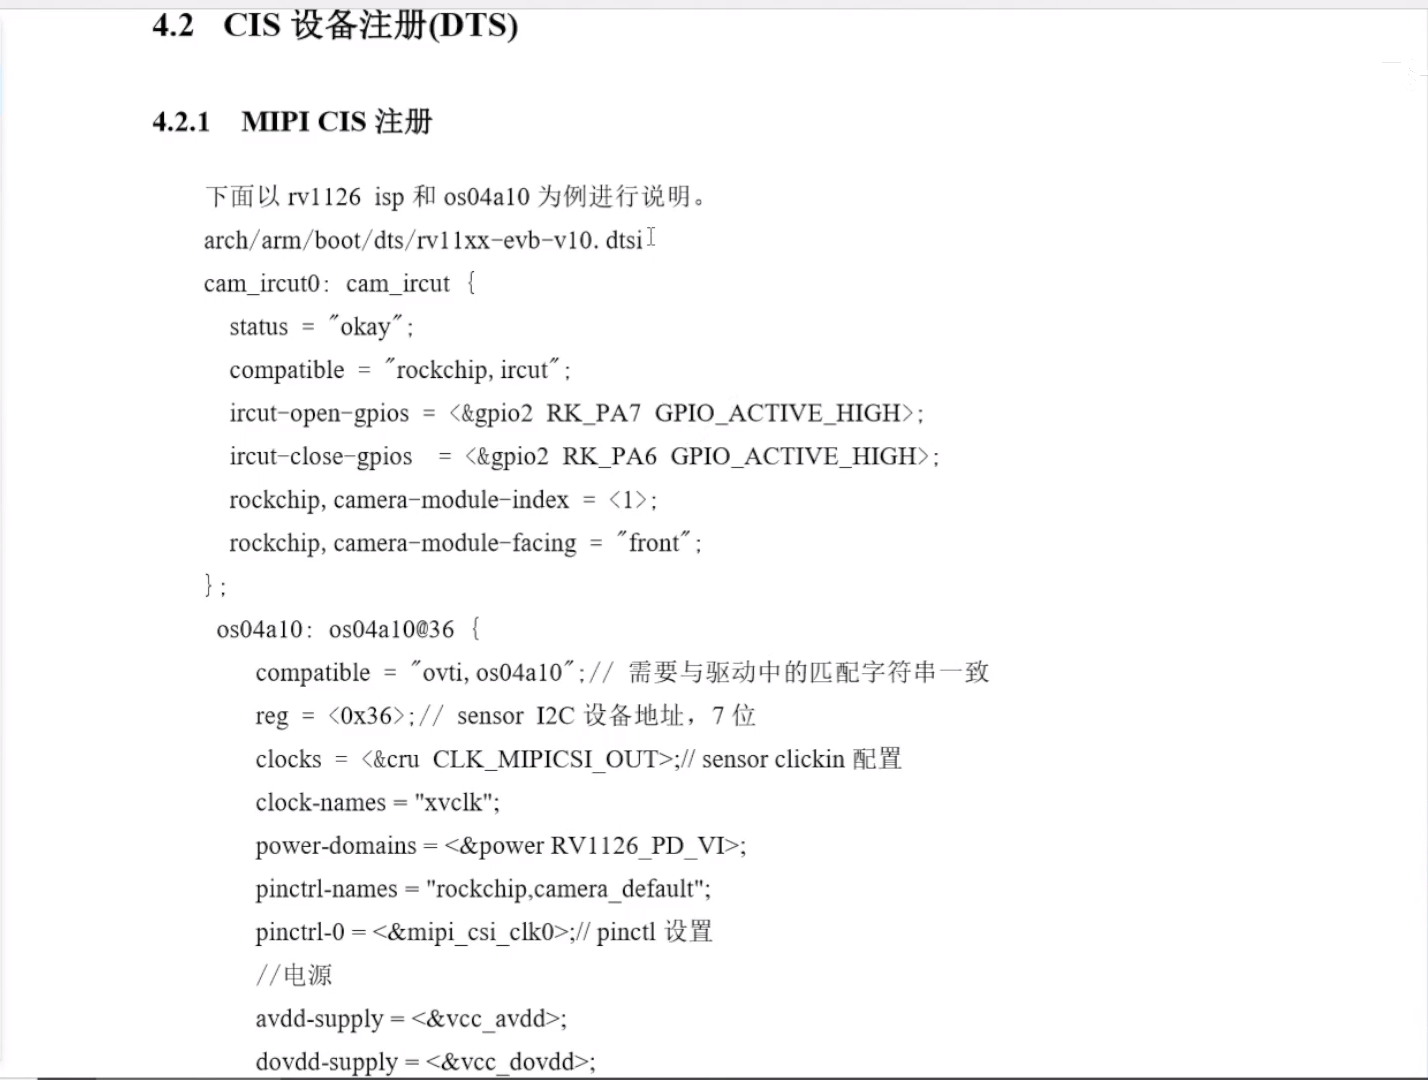 4.2 CIS 设备注册(DTS)
4.2.1 MIPI CIS 注册
下面以 rv1126 isp 和 os04a10 为例进行说明。
arch/arm/boot/dts/rv11xx-evb-v10.dtsi
cam_ircut0: cam_ircut {
status = "okay";
compatible = "rockchip,ircut";
ircut-open-gpios = <&gpio2 RK_PA7 GPIO_ACTIVE_HIGH>;
ircut-close-gpios = <&gpio2 RK_PA6 GPIO_ACTIVE_HIGH>;
rockchip,camera-module-index = <1>;
rockchip,camera-module-facing = "front";
};
os04a10: os04a10@36 {
compatible = "ovti,os04a10";// 需要与驱动中的匹配字符串一致
reg = <0x36>;// sensor I2C 设备地址，7 位
clocks = <&cru CLK_MIPICSI_OUT>;// sensor clickin 配置
clock-names = "xvclk";
power-domains = <&power RV1126_PD_VI>;
pinctrl-names = "rockchip,camera_default";
pinctrl-0 = <&mipi_csi_clk0>;// pinctl 设置
//电源
avdd-supply = <&vcc_avdd>;
dovdd-supply = <&vcc_dovdd>;